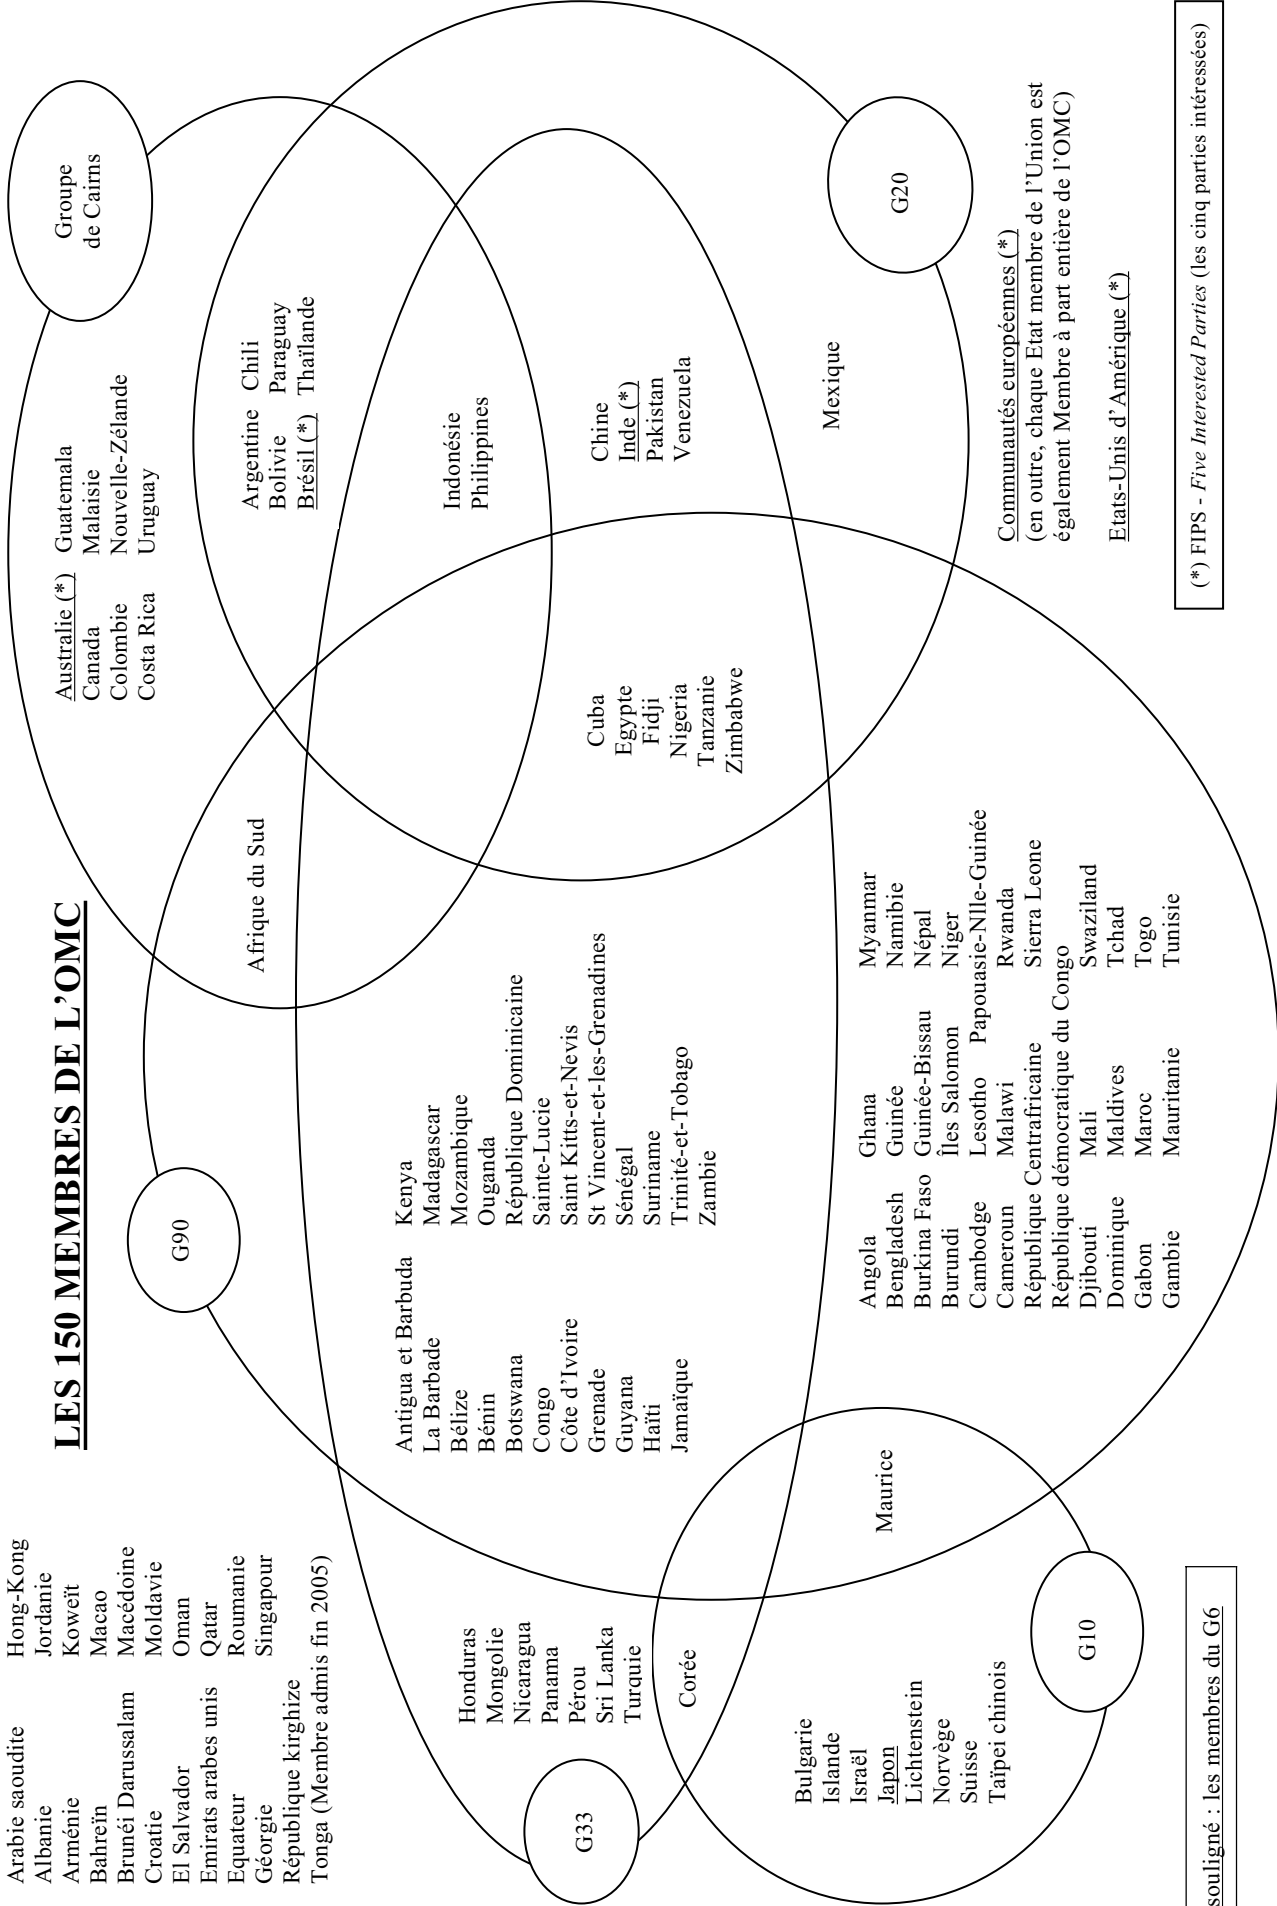 LES 150 MEMBRES DE L'OMC
Arabie saoudite
Albanie
Arménie
Bahreïn
Brunéi Darussalam
Croatie
El Salvador
Emirats arabes unis
Equateur
Géorgie
République kirghize
Tonga (Membre admis fin 2005)
Hong-Kong
Jordanie
Koweït
Macao
Macédoine
Moldavie
Oman
Qatar
Roumanie
Singapour
G90
Groupe
de Cairns
Australie (*)
Canada
Colombie
Costa Rica
Guatemala
Malaisie
Nouvelle-Zélande
Uruguay
Afrique du Sud
Argentine
Bolivie
Brésil (*)
Chili
Paraguay
Thaïlande
Indonésie
Philippines
Antigua et Barbuda
La Barbade
Bélize
Bénin
Botswana
Congo
Côte d'Ivoire
Grenade
Guyana
Haïti
Jamaïque
Kenya
Madagascar
Mozambique
Ouganda
République Dominicaine
Sainte-Lucie
Saint Kitts-et-Nevis
St Vincent-et-les-Grenadines
Sénégal
Suriname
Trinité-et-Tobago
Zambie
Honduras
Mongolie
Nicaragua
Panama
Pérou
Sri Lanka
Turquie
G33
Corée
Cuba
Egypte
Fidji
Nigeria
Tanzanie
Zimbabwe
Chine
Inde (*)
Pakistan
Venezuela
Mexique
G20
Bulgarie
Islande
Israël
Japon
Lichtenstein
Norvège
Suisse
Taïpei chinois
Maurice
G10
Angola
Bengladesh
Burkina Faso
Burundi
Cambodge
Cameroun
République Centrafricaine
République démocratique du Congo
Djibouti
Dominique
Gabon
Gambie
Ghana
Guinée
Guinée-Bissau
Îles Salomon
Lesotho
Malawi
Mali
Maldives
Maroc
Mauritanie
Myanmar
Namibie
Népal
Niger
Papouasie-Nlle-Guinée
Rwanda
Sierra Leone
Swaziland
Tchad
Togo
Tunisie
Communautés européennes (*)
(en outre, chaque Etat membre de l'Union est
également Membre à part entière de l'OMC)
Etats-Unis d'Amérique (*)
souligné : les membres du G6
(*) FIPS - Five Interested Parties (les cinq parties intéressées)